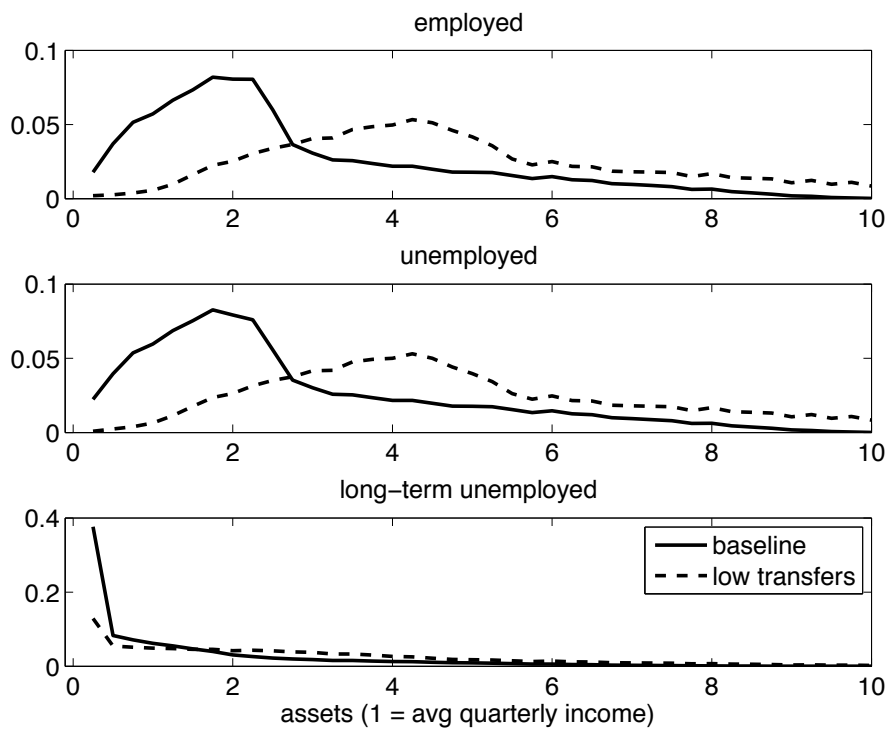 employed
0.1
0.05
0
0 2 4 6 8 10
unemployed
0.1
0.05
0
0 2 4 6 8 10
long−term unemployed
0.4
baseline
low transfers
0.2
0
0 2 4 6 8 10
assets (1 = avg quarterly income)